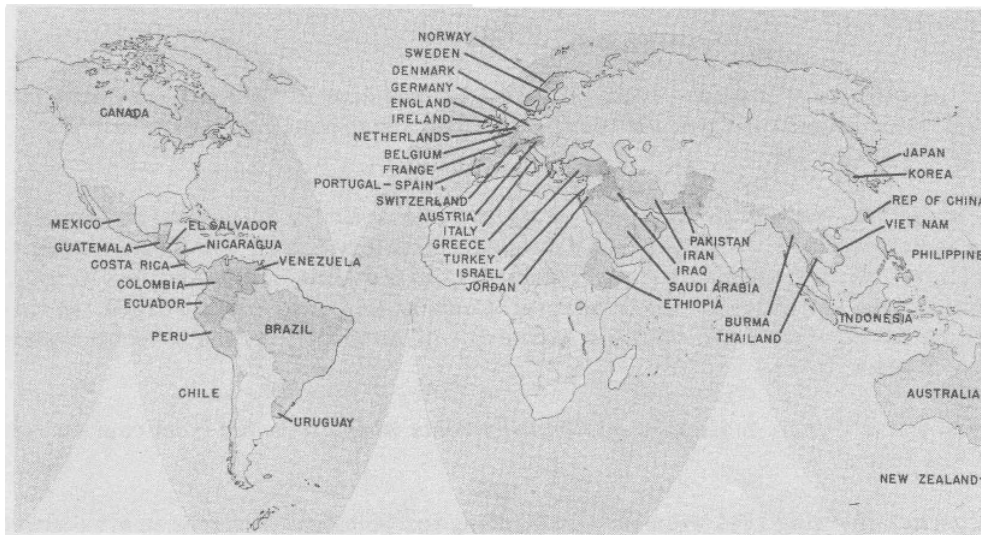 NORWAY
SWEDEN
DENMARK
GERMANY
ENGLAND
IRELAND
NETHERLANDS
BELGIUM
FRANGE
PORTUGAL-SPAIN
SWITZERLAND
AUSTRIA
ITALY
GREECE
TURKEY
ISRAEL
JORDAN
CANADA
MEXICO
EL SALVADOR
GUATEMALA
NICARAGUA
COSTA RICA
VENEZUELA
COLOMBIA
ECUADOR
BRAZIL
PERU
CHILE
URUGUAY
PAKISTAN
IRAN
IRAQ
SAUDI ARABIA
ETHIOPIA
JAPAN
KOREA
REP OF CHINA
VIET NAM
PHILIPPINE
BURMA
THAILAND
INDONESIA
AUSTRALIA
NEW ZEALAND